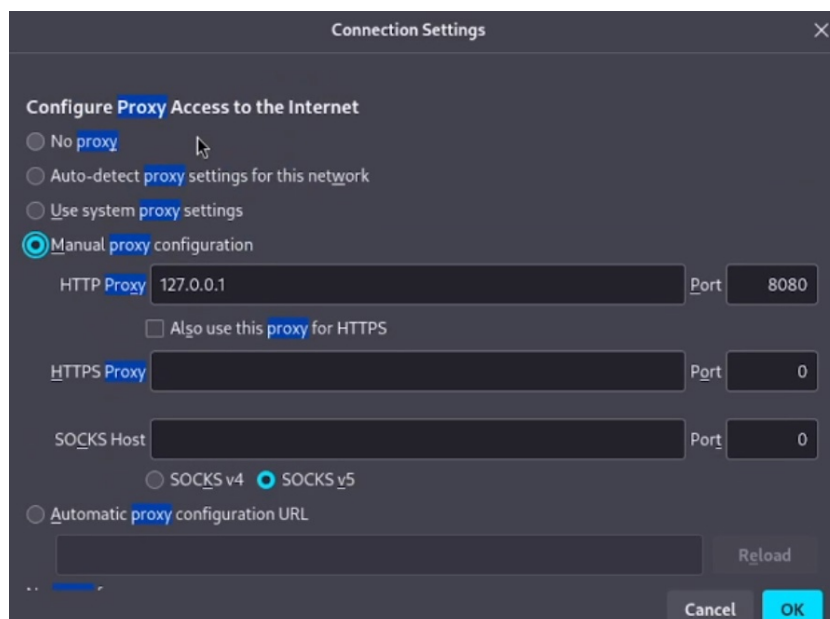 Connection Settings
Configure Proxy Access to the Internet
No proxy
Auto-detect proxy settings for this network
Use system proxy settings
Manual proxy configuration
HTTP Proxy 127.0.0.1 Port 8080
Also use this proxy for HTTPS
HTTPS Proxy Port 0
SOCKS Host Port 0
SOCKS v4 SOCKS v5
Automatic proxy configuration URL
Reload
Cancel OK